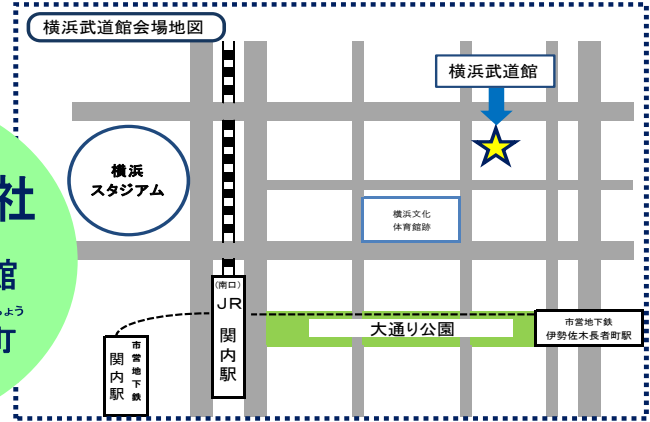 横浜武道館会場地図
横浜武道館
横浜
スタジアム
社
館
ょう
町
横浜文化
体育館跡
(南口)
JR
関内駅
大通り公園
市営地下鉄
伊勢佐木長者町駅
市営地下鉄
関内駅